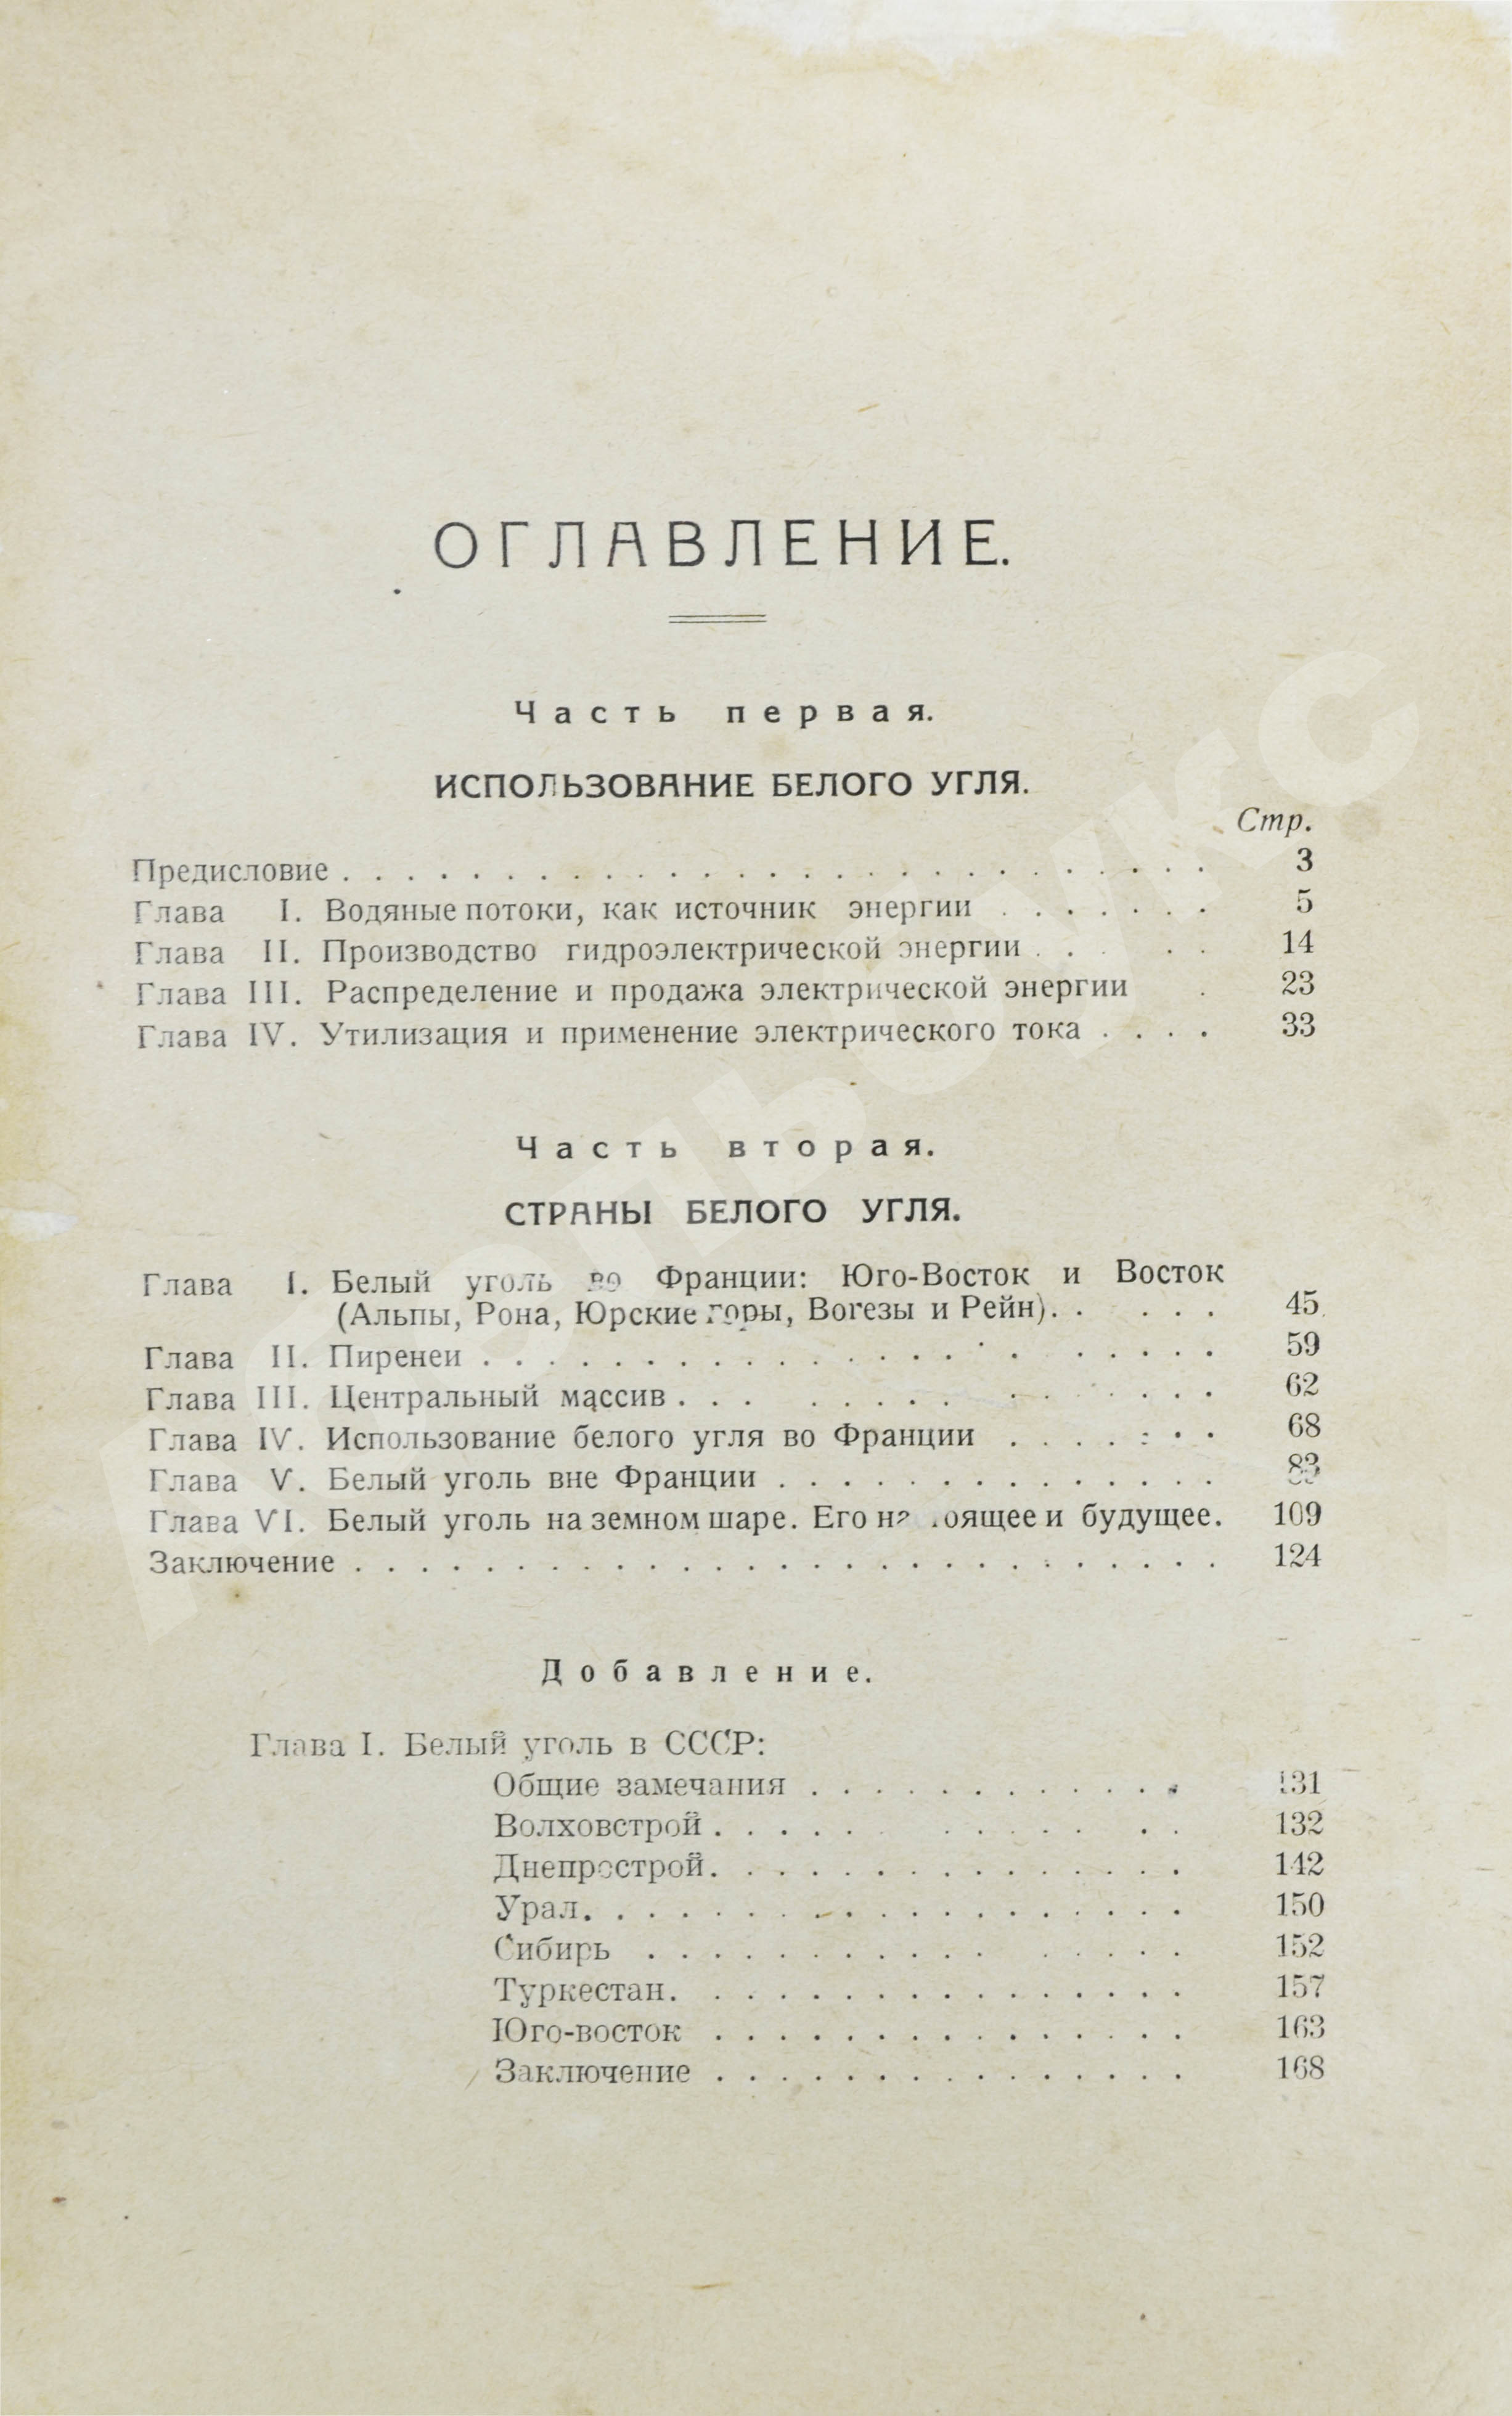 ОГЛАВЛЕНИЕ.
Часть первая.
ИСПОЛЬЗОВАНИЕ БЕЛОГО УГЛЯ.
Стр.
Предисловие . . . . . . . . . . . . . . . . . . . . . . . . . . . 3
Глава I. Водяные потоки, как источник энергии . . . . . . . 5
Глава II. Производство гидроэлектрической энергии . . . . 14
Глава III. Распределение и продажа электрической энергии . 23
Глава IV. Утилизация и применение электрического тока . . . . 33
Часть вторая.
СТРАНЫ БЕЛОГО УГЛЯ.
Глава I. Белый уголь во Франции: Юго-Восток и Восток
(Альпы, Рона, Юрские горы, Вогезы и Рейн). . . . . 45
Глава II. Пиренеи . . . . . . . . . . . . . . . . . . . . . . 59
Глава III. Центральный массив . . . . . . . . . . . . . . . 62
Глава IV. Использование белого угля во Франции . . . . . . . 68
Глава V. Белый уголь вне Франции . . . . . . . . . . . . . . 83
Глава VI. Белый уголь на земном шаре. Его настоящее и будущее. 109
Заключение . . . . . . . . . . . . . . . . . . . . . . . . . . . 124
Добавление.
Глава I. Белый уголь в СССР:
Общие замечания . . . . . . . . . . . . 131
Волховстрой . . . . . . . . . . . . 132
Днепрострой. . . . . . . . . . . . . . . 142
Урал. . . . . . . . . . . . . . . . . . . 150
Сибирь . . . . . . . . . . . . . . . . 152
Туркестан. . . . . . . . . . . . . . . . 157
Юго-восток . . . . . . . . . . . . . . . 163
Заключение . . . . . . . . . . . . . . . 168